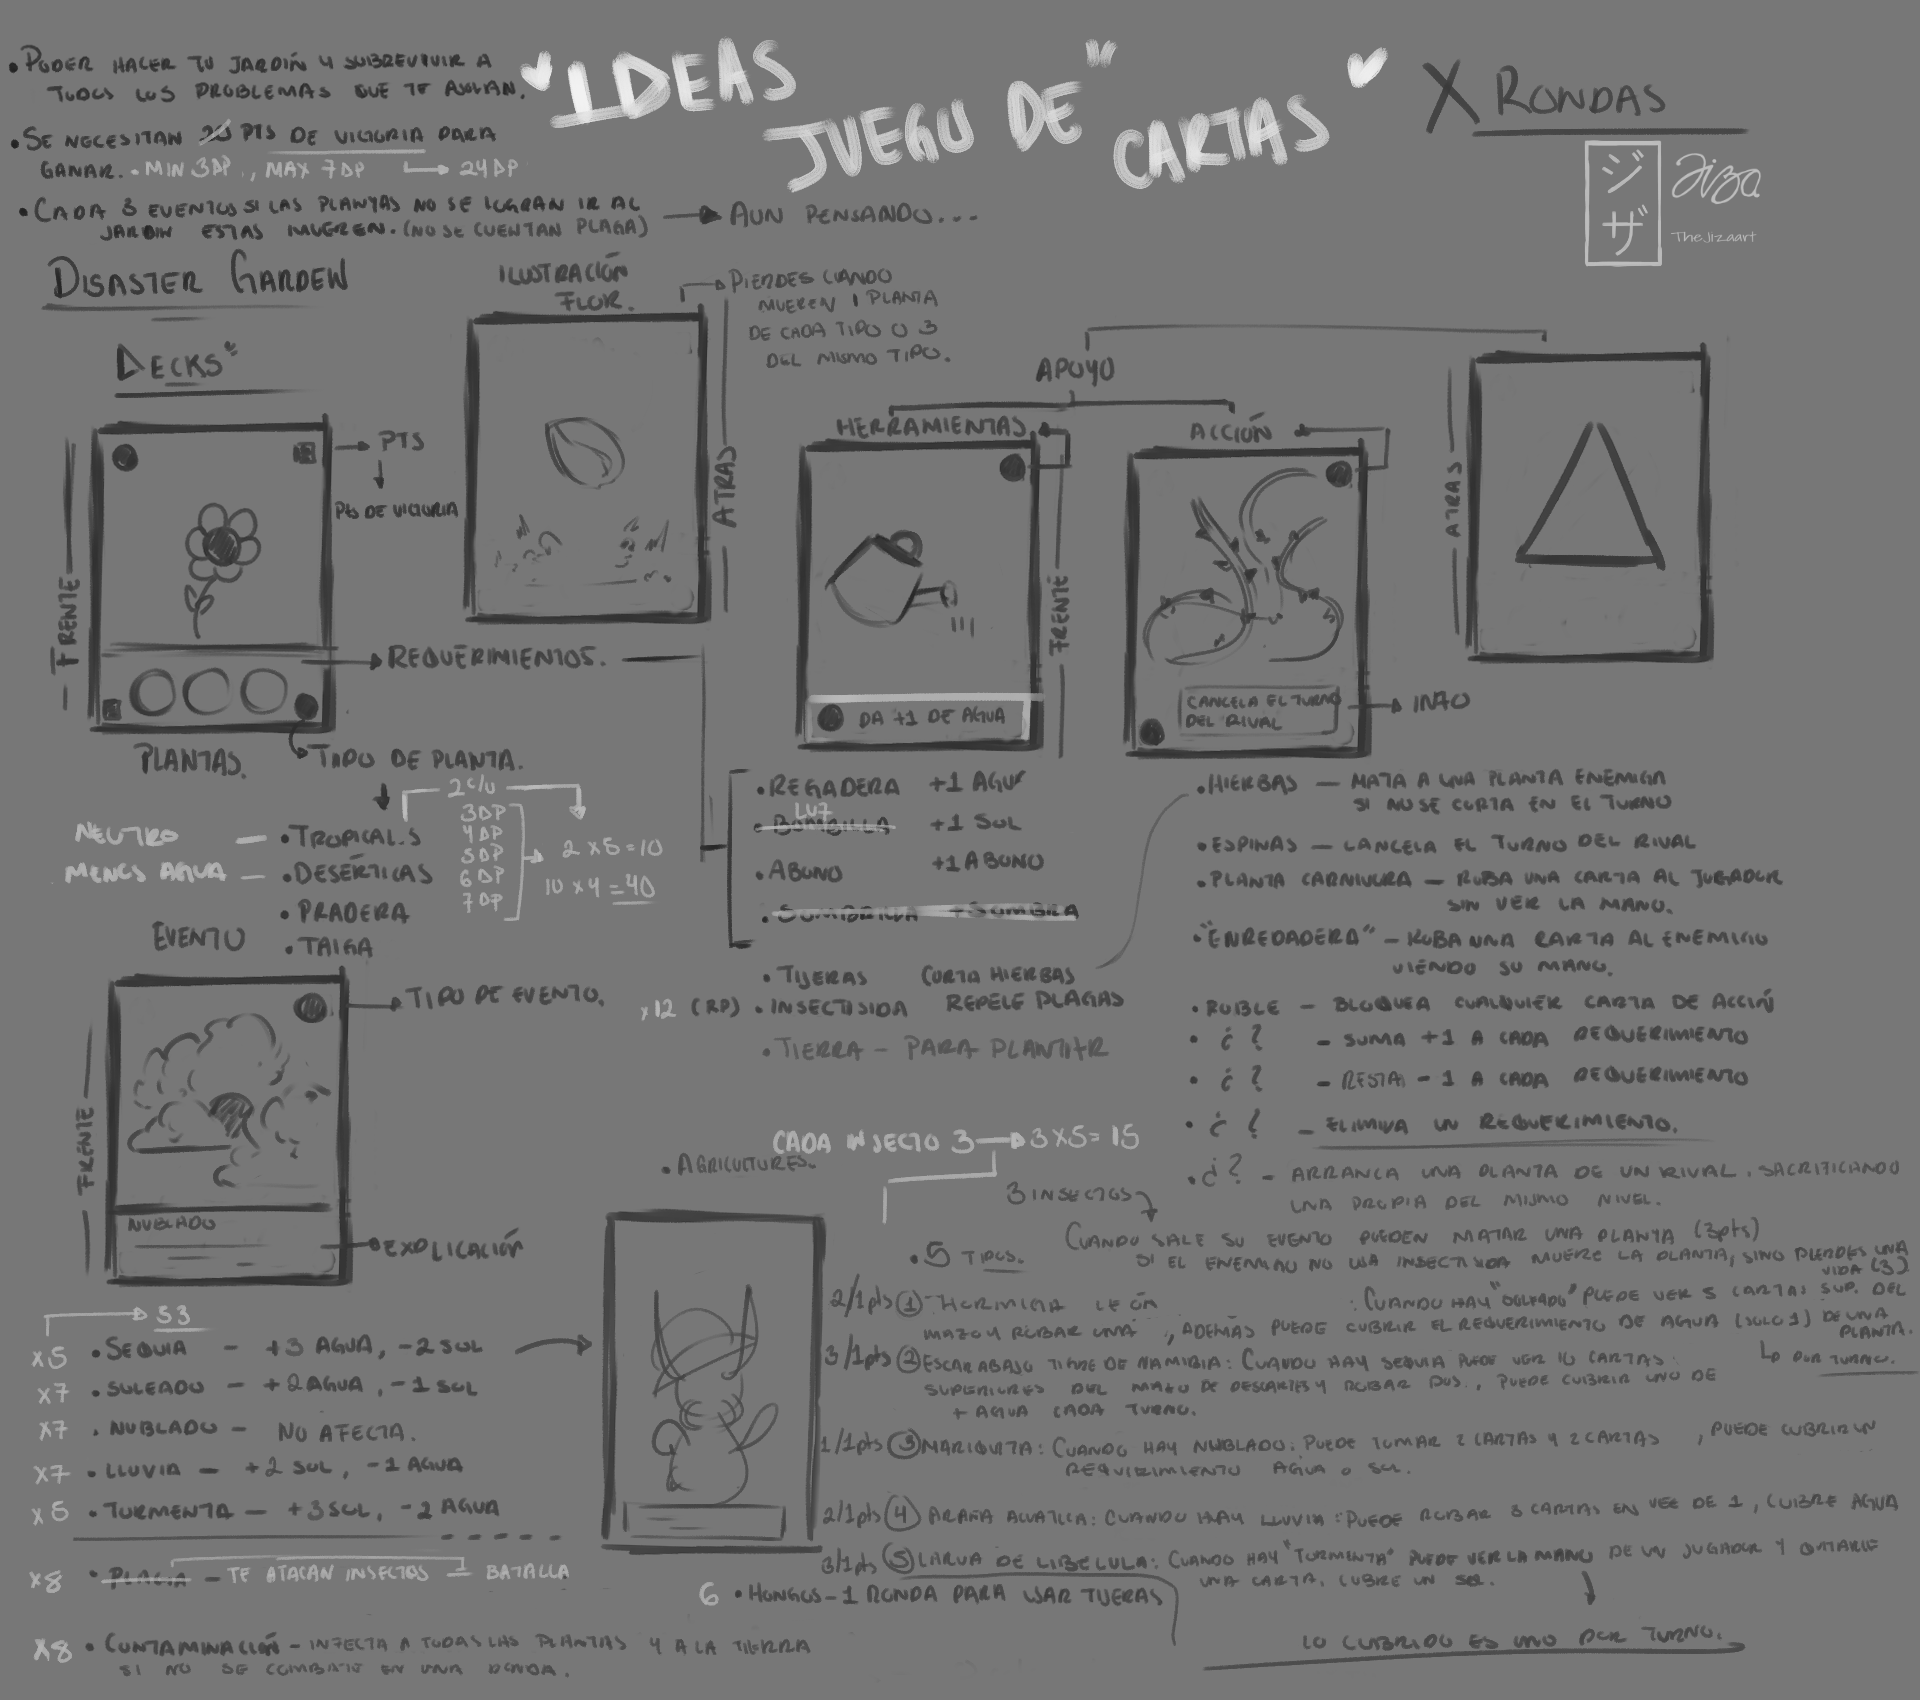 "IDEAS
JUEGO DE"
CARTAS"
X RONDAS
ジザ
Jiza
TheJizaart
• PODER HACER TU JARDÍN Y SOBREVIVIR A
TODOS LOS PROBLEMAS QUE TE
• SE NECESITAN 20 PTS DE VICTORIA PARA
GANAR. • MIN 3DP, MAX 7DP → 24DP
• CADA 3 EVENTOS SI LAS PLANTAS NO SE LOGRAN IR AL
JARDIN ESTAS MUEREN. (NO SE CUENTAN PLAGA)
AUN PENSANDO...
DISASTER GARDEN
ILUSTRACIÓN
FLOR.
PIERDES CUANDO
MUEREN 1 PLANTA
DE CADA TIPO O 3
DEL MISMO TIPO.
DECKS"
PTS
PTS DE VICTORIA
FRENTE
ATRAS
REQUERIMIENTOS.
PLANTAS.
TIPO DE PLANTA.
2 C/U
NEUTRO — • TROPICAL.S
MENOS AGUA — • DESÉRTICAS
• PRADERA
• TAIGA
3DP
4DP
5DP
6DP
7DP
2 x 5 = 10
10 x 4 = 40
APOYO
HERRAMIENTAS
ACCIÓN
DA +1 DE AGUA
FRENTE
CANCELA EL TURNO
DEL RIVAL
INFO
ATRAS
• REGADERA +1 AGUA
LUZ
• BOMBILLA +1 SOL
• ABONO +1 ABONO
• SOMBRILLA +SOMBRA
• TIJERAS CORTA HIERBAS
x12 (RP) • INSECTISIDA REPELE PLAGAS
• TIERRA – PARA PLANTAR
• HIERBAS — MATA A UNA PLANTA ENEMIGA
SI NO SE CORTA EN EL TURNO
• ESPINAS — CANCELA EL TURNO DEL RIVAL
• PLANTA CARNIVORA — ROBA UNA CARTA AL JUGADOR
SIN VER LA MANO.
• "ENREDADERA" – ROBA UNA CARTA AL ENEMIGO
VIENDO SU MANO.
• ROBLE – BLOQUEA CUALQUIER CARTA DE ACCIÓN
• ¿ ? – SUMA +1 A CADA REQUERIMIENTO
• ¿ ? – RESTA – 1 A CADA REQUERIMIENTO
• ¿ ? – ELIMINA UN REQUERIMIENTO.
• ¿ ? – ARRANCA UNA PLANTA DE UN RIVAL. SACRIFICANDO
UNA PROPIA DEL MISMO NIVEL.
EVENTO
TIPO DE EVENTO.
FRENTE
NUBLADO
EXPLICACIÓN
53
x5 • SEQUIA – +3 AGUA, -2 SOL
x7 • SOLEADO – +2 AGUA, -1 SOL
x7 • NUBLADO – NO AFECTA.
x7 • LLUVIA – +2 SOL, -1 AGUA
x5 • TORMENTA — +3 SOL, -2 AGUA
x8 • PLAGA – TE ATACAN INSECTOS = BATALLA
x8 • CONTAMINACIÓN – INFECTA A TODAS LAS PLANTAS Y A LA TIERRA
SI NO SE COMBATE EN UNA RONDA.
CADA INSECTO 3 → 3x5= 15
• AGRICULTORES.
3 INSECTOS
CUANDO SALE SU EVENTO PUEDEN MATAR UNA PLANTA (3pts)
• 5 TIPOS.
SI EL ENEMIGO NO USA INSECTISIDA MUERE LA PLANTA, SINO PIERDES UNA
VIDA (3).
2/1pts ① HORMIGA LEÓN : CUANDO HAY "SOLEADO" PUEDE VER 5 CARTAS SUP. DEL
MAZO Y ROBAR UNA, ADEMÁS PUEDE CUBRIR EL REQUERIMIENTO DE AGUA (SOLO 1) DE UNA
PLANTA.
POR TURNO.
3/1pts ② ESCARABAJO TIGRE DE NAMIBIA: CUANDO HAY SEQUIA PUEDE VER 10 CARTAS
SUPERIORES DEL MAZO DE DESCARTES Y ROBAR DOS., PUEDE CUBRIR UNO DE
+ AGUA CADA TURNO.
1/1pts ③ MARIQUITA: CUANDO HAY NUBLADO: PUEDE TOMAR 2 CARTAS Y 2 CARTAS, PUEDE CUBRIR UN
REQUERIMIENTO AGUA O SOL.
2/1pts ④ ARAÑA ACUATICA: CUANDO HAY LLUVIA: PUEDE ROBAR 3 CARTAS EN VEZ DE 1, CUBRE AGUA
3/1pts ⑤ LARVA DE LIBELULA: CUANDO HAY "TORMENTA" PUEDE VER LA MANO DE UN JUGADOR Y QUITARLE
UNA CARTA, CUBRE UN SOL.
6 • HONGOS – 1 RONDA PARA USAR TIJERAS
LO CUBRIDO ES UNO POR TURNO.